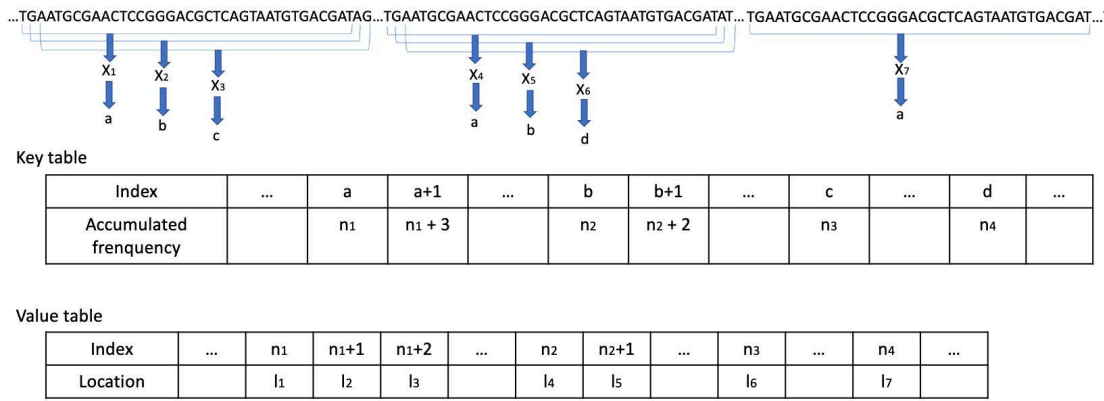 ...TGAATGCGAACTCCGGGACGCTCAGTAATGTGACGATAG...TGAATGCGAACTCCGGGACGCTCAGTAATGTGACGATAT...TGAATGCGAACTCCGGGACGCTCAGTAATGTGACGAT...
X1 X2 X3 X4 X5 X6 X7
a b c a b d a
Key table
Index ... a a+1 ... b b+1 ... c ... d ...
Accumulated frenquency n1 n1 + 3 n2 n2 + 2 n3 n4
Value table
Index ... n1 n1+1 n1+2 ... n2 n2+1 ... n3 ... n4 ...
Location l1 l2 l3 l4 l5 l6 l7